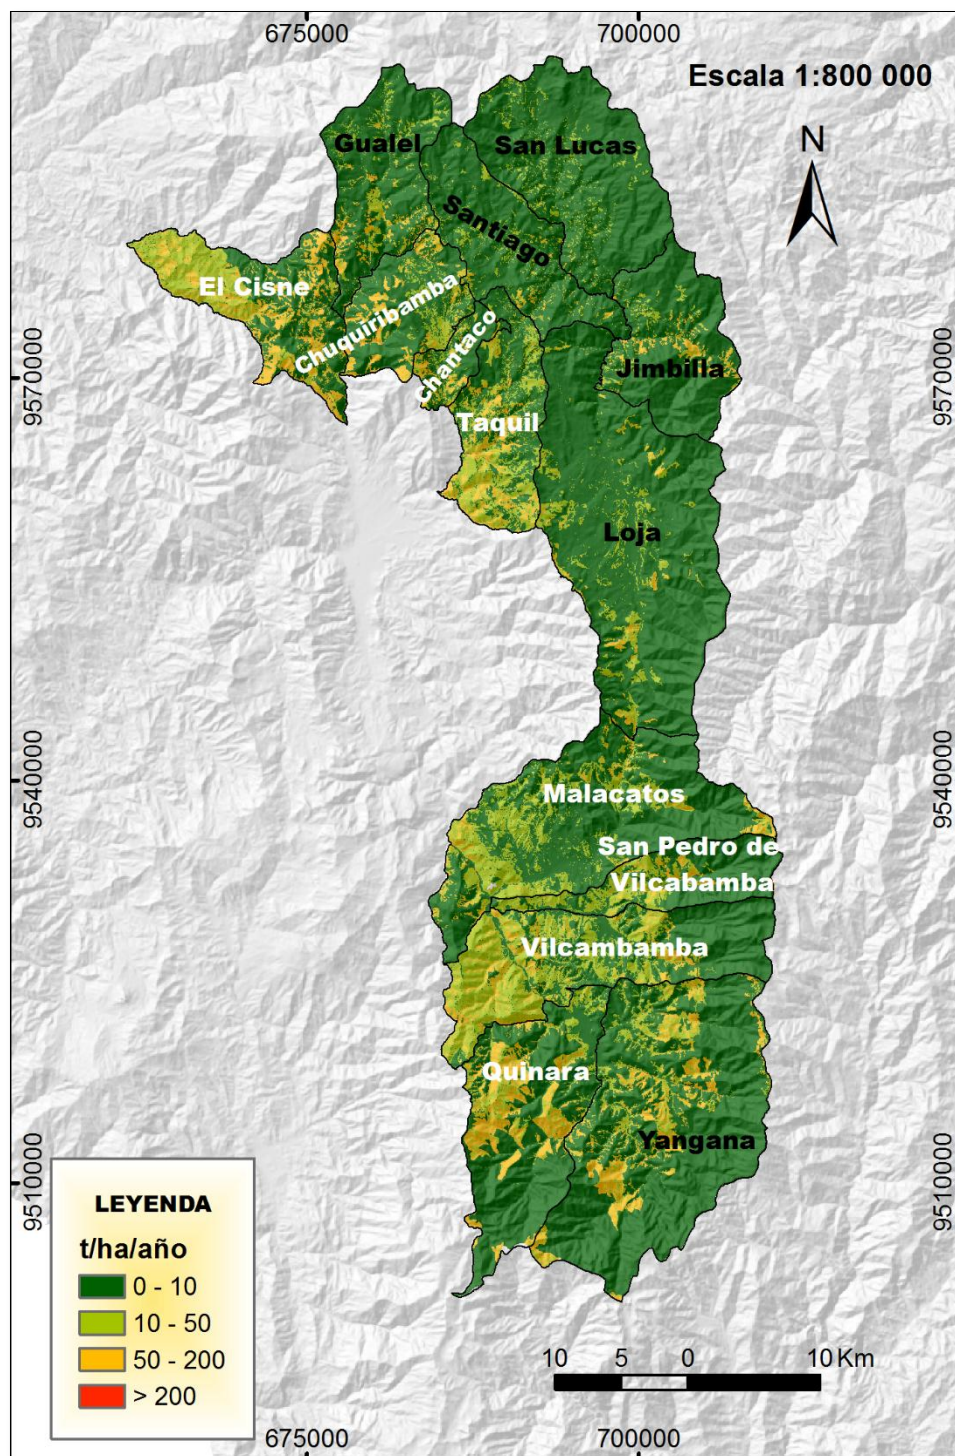 675000
700000
Escala 1:800 000
N
Gualel
San Lucas
Santiago
El Cisne
Chuquiribamba
Chantaco
Jimbilla
9570000
9570000
Taquil
Loja
9540000
9540000
Malacatos
San Pedro de
Vilcabamba
Vilcambamba
Quinara
Yangana
9510000
9510000
LEYENDA
t/ha/año
0 - 10
10 - 50
50 - 200
> 200
10 5 0 10 Km
675000
700000